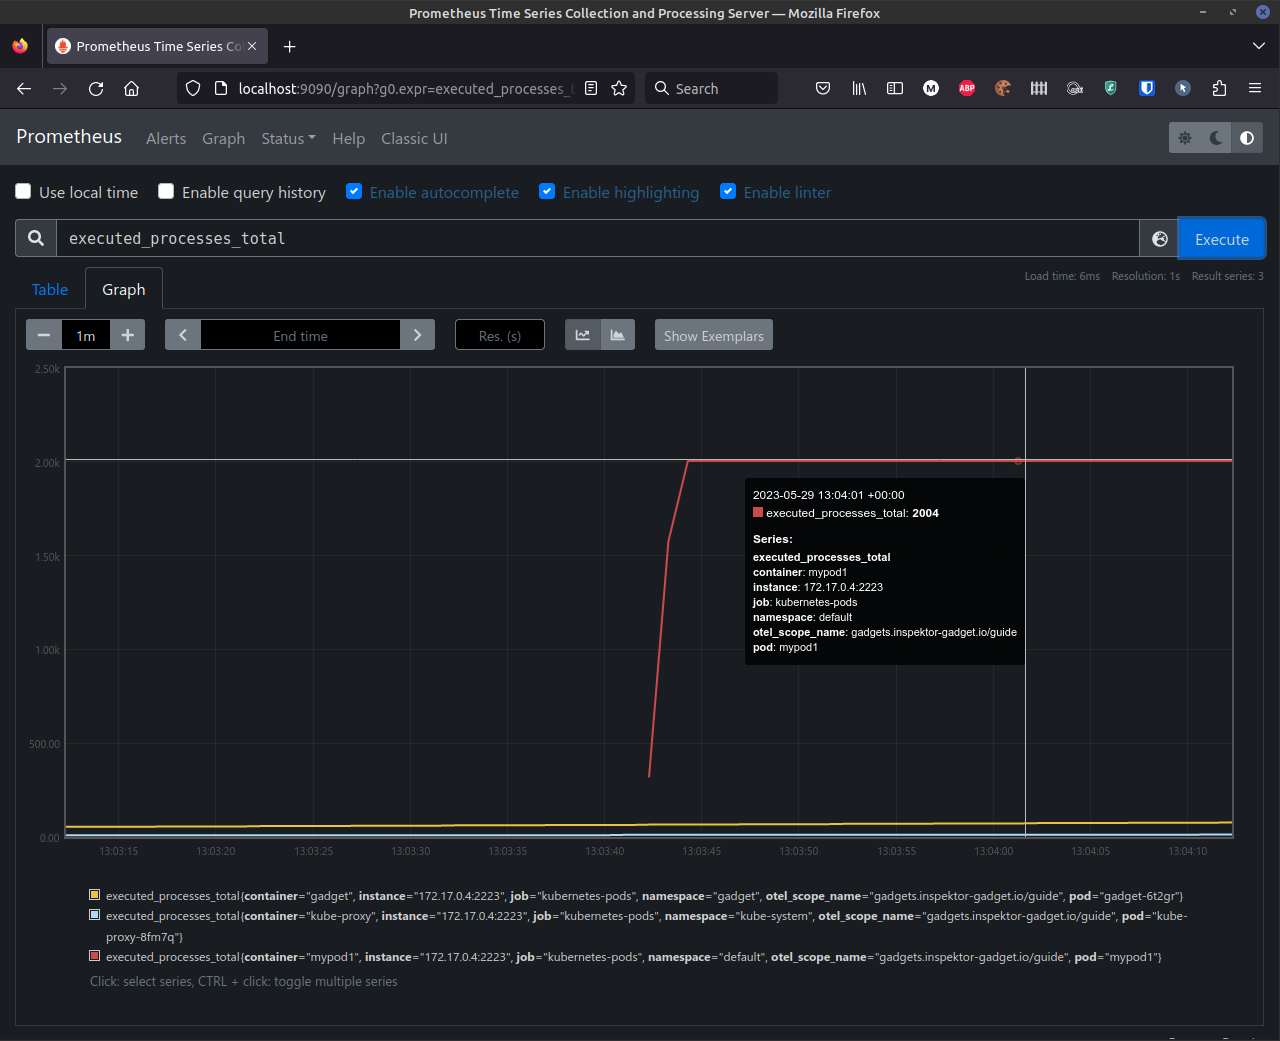 Prometheus Time Series Collection and Processing Server — Mozilla Firefox
Prometheus Time Series Co
localhost:9090/graph?g0.expr=executed_processes_t
Search
M
ABP
Prometheus
Alerts
Graph
Status
Help
Classic UI
Use local time
Enable query history
Enable autocomplete
Enable highlighting
Enable linter
executed_processes_total
Execute
Load time: 6ms Resolution: 1s Result series: 3
Table
Graph
1m
End time
Res. (s)
Show Exemplars
2.50k
2.00k
1.50k
1.00k
500.00
0.00
2023-05-29 13:04:01 +00:00
executed_processes_total: 2004
Series:
executed_processes_total
container: mypod1
instance: 172.17.0.4:2223
job: kubernetes-pods
namespace: default
otel_scope_name: gadgets.inspektor-gadget.io/guide
pod: mypod1
13:03:15 13:03:20 13:03:25 13:03:30 13:03:35 13:03:40 13:03:45 13:03:50 13:03:55 13:04:00 13:04:05 13:04:10
executed_processes_total{container="gadget", instance="172.17.0.4:2223", job="kubernetes-pods", namespace="gadget", otel_scope_name="gadgets.inspektor-gadget.io/guide", pod="gadget-6t2gr"}
executed_processes_total{container="kube-proxy", instance="172.17.0.4:2223", job="kubernetes-pods", namespace="kube-system", otel_scope_name="gadgets.inspektor-gadget.io/guide", pod="kube-
proxy-8fm7q"}
executed_processes_total{container="mypod1", instance="172.17.0.4:2223", job="kubernetes-pods", namespace="default", otel_scope_name="gadgets.inspektor-gadget.io/guide", pod="mypod1"}
Click: select series, CTRL + click: toggle multiple series